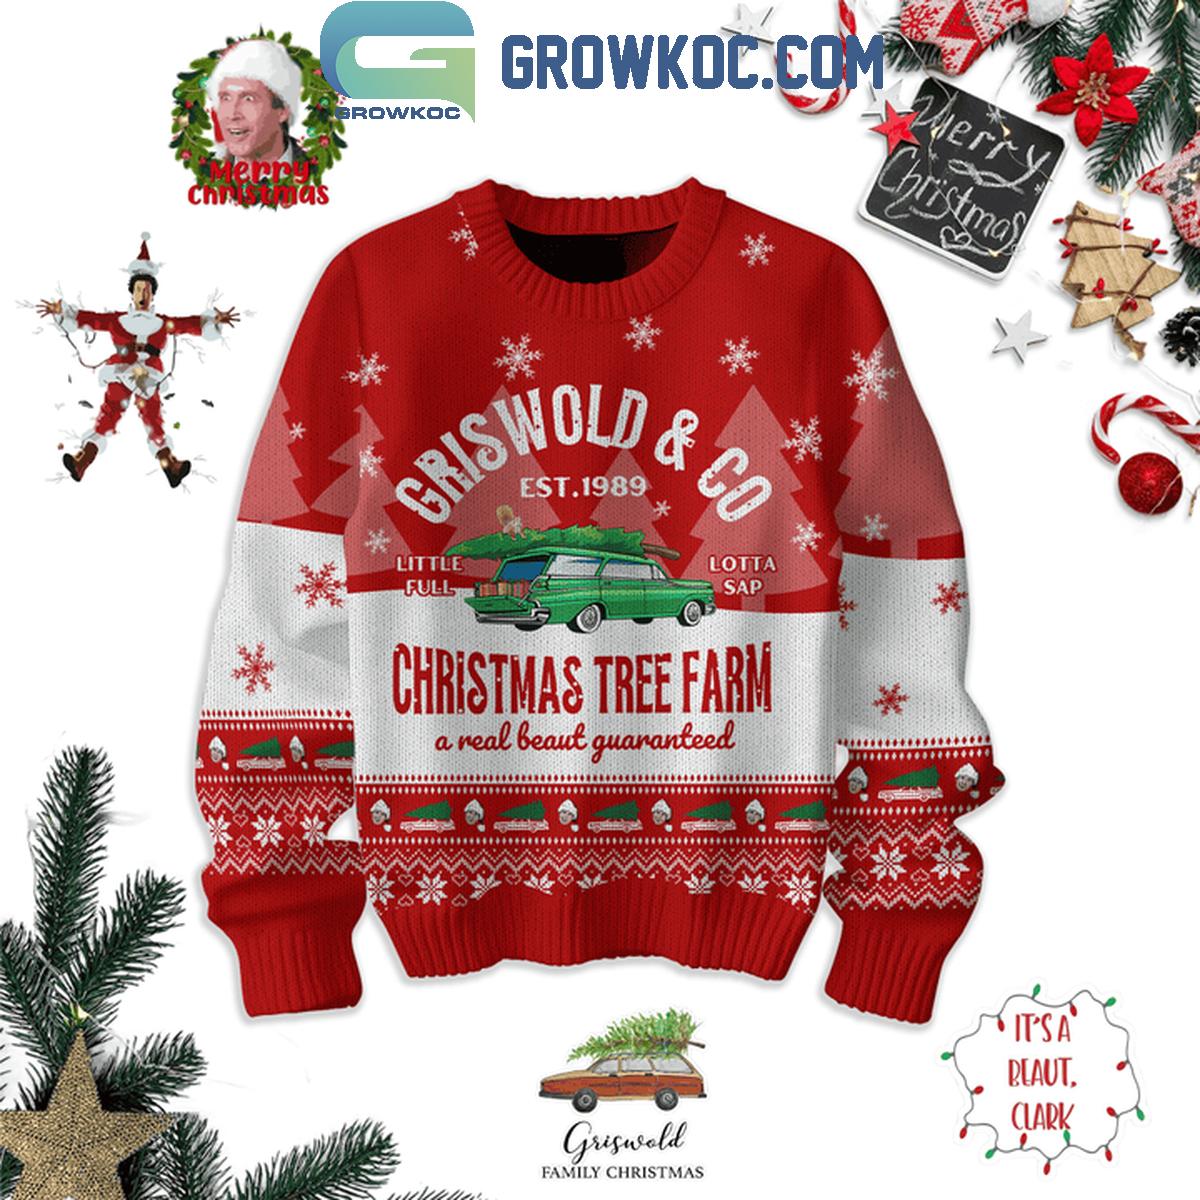 GROWKOC
GROWKOC.COM
Merry
Christmas
Merry
Christmas
GRISWOLD & CO
EST.1989
LITTLE
FULL
LOTTA
SAP
CHRISTMAS TREE FARM
a real beaut guaranteed
IT'S A
BEAUT,
CLARK
Griswold
FAMILY CHRISTMAS